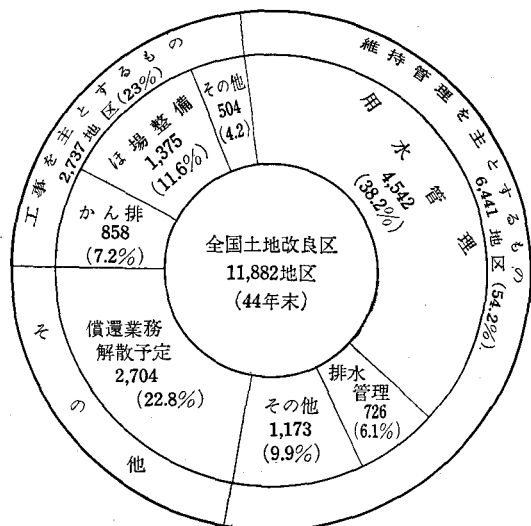 維持管理を主とするもの
6,441地区(54.2%)
用水管理
4,542
(38.2%)
排水
管理
726
(6.1%)
その他
1,173
(9.9%)
その他
償還業務
解散予定
2,704
(22.8%)
工事を主とするもの
2,737地区(23%)
かん排
858
(7.2%)
ほ場整備
1,375
(11.6%)
その他
504
(4.2)
全国土地改良区
11,882地区
(44年末)